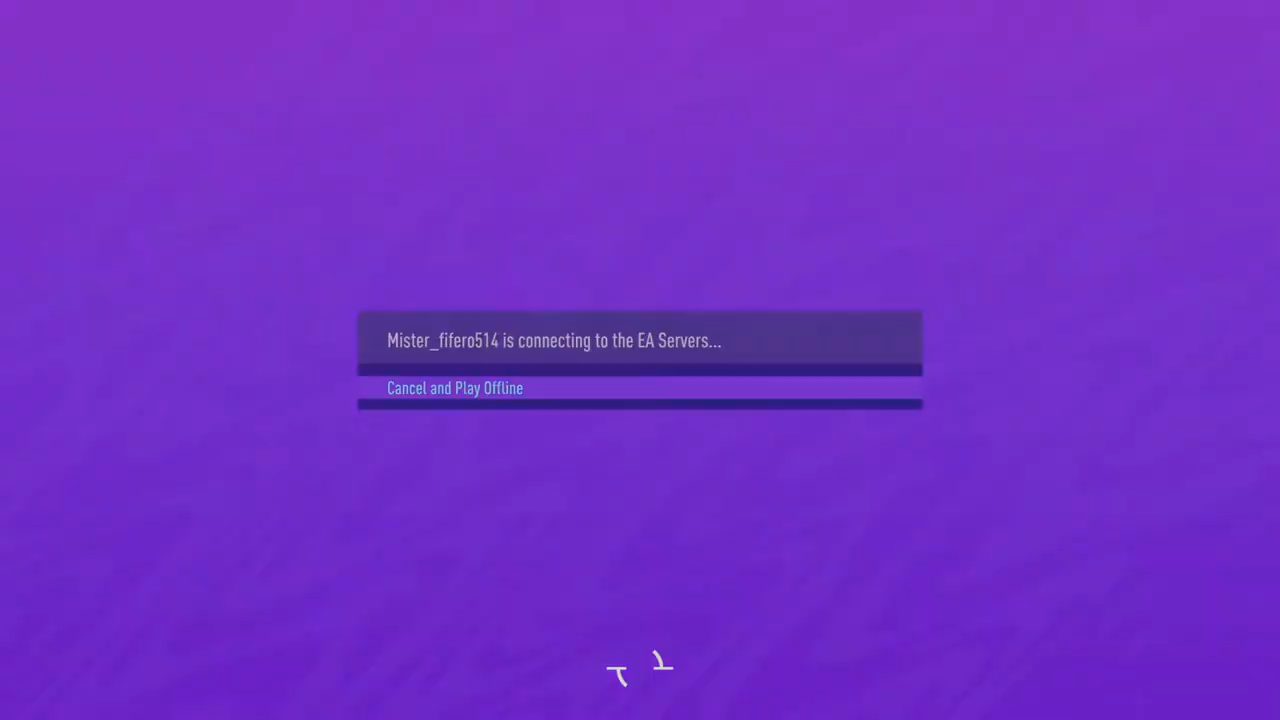 Mister_fifero514 is connecting to the EA Servers...
Cancel and Play Offline